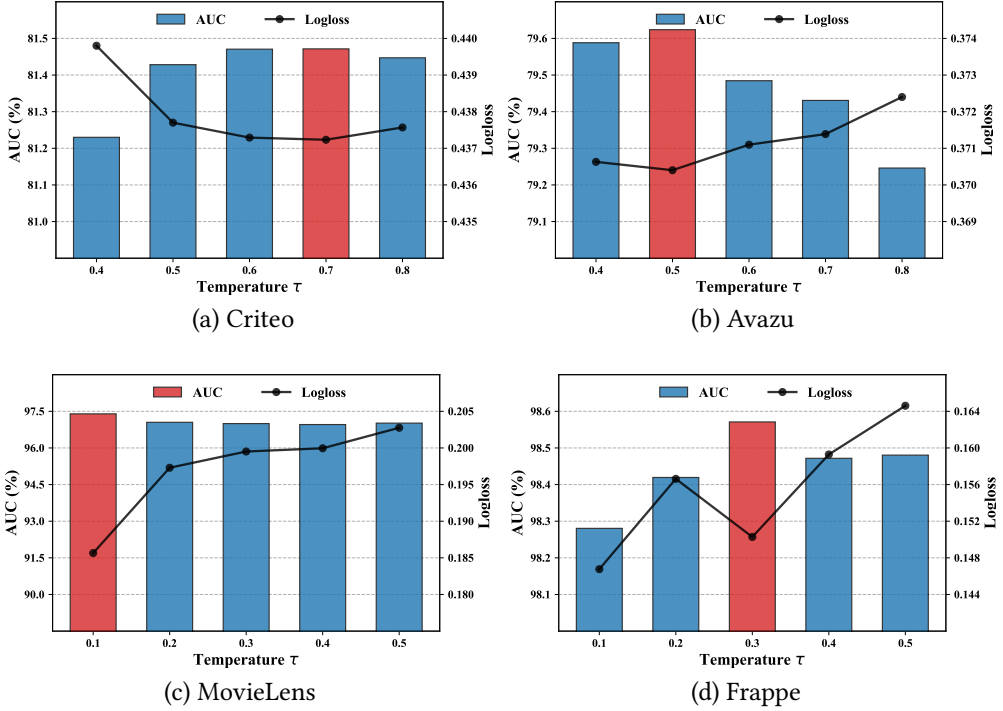 AUC Logloss
81.5
81.4
81.3
81.2
81.1
81.0
AUC (%)
0.440
0.439
0.438
0.437
0.436
0.435
Logloss
0.4 0.5 0.6 0.7 0.8
Temperature τ
(a) Criteo
AUC Logloss
79.6
79.5
79.4
79.3
79.2
79.1
AUC (%)
0.374
0.373
0.372
0.371
0.370
0.369
Logloss
0.4 0.5 0.6 0.7 0.8
Temperature τ
(b) Avazu
AUC Logloss
97.5
96.0
94.5
93.0
91.5
90.0
AUC (%)
0.205
0.200
0.195
0.190
0.185
0.180
Logloss
0.1 0.2 0.3 0.4 0.5
Temperature τ
(c) MovieLens
AUC Logloss
98.6
98.5
98.4
98.3
98.2
98.1
AUC (%)
0.164
0.160
0.156
0.152
0.148
0.144
Logloss
0.1 0.2 0.3 0.4 0.5
Temperature τ
(d) Frappe